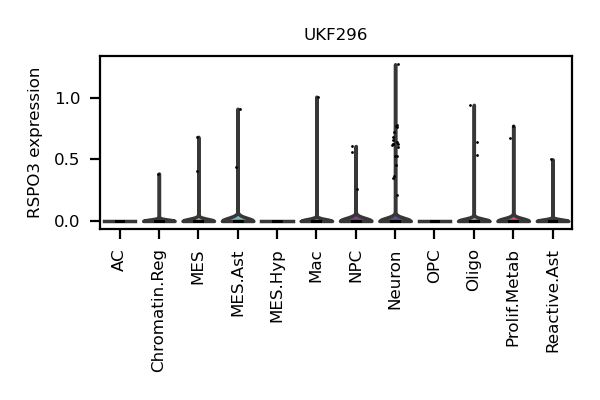 UKF296
RSPO3 expression
1.0
0.5
0.0
AC
Chromatin.Reg
MES
MES.Ast
MES.Hyp
Mac
NPC
Neuron
OPC
Oligo
Prolif.Metab
Reactive.Ast